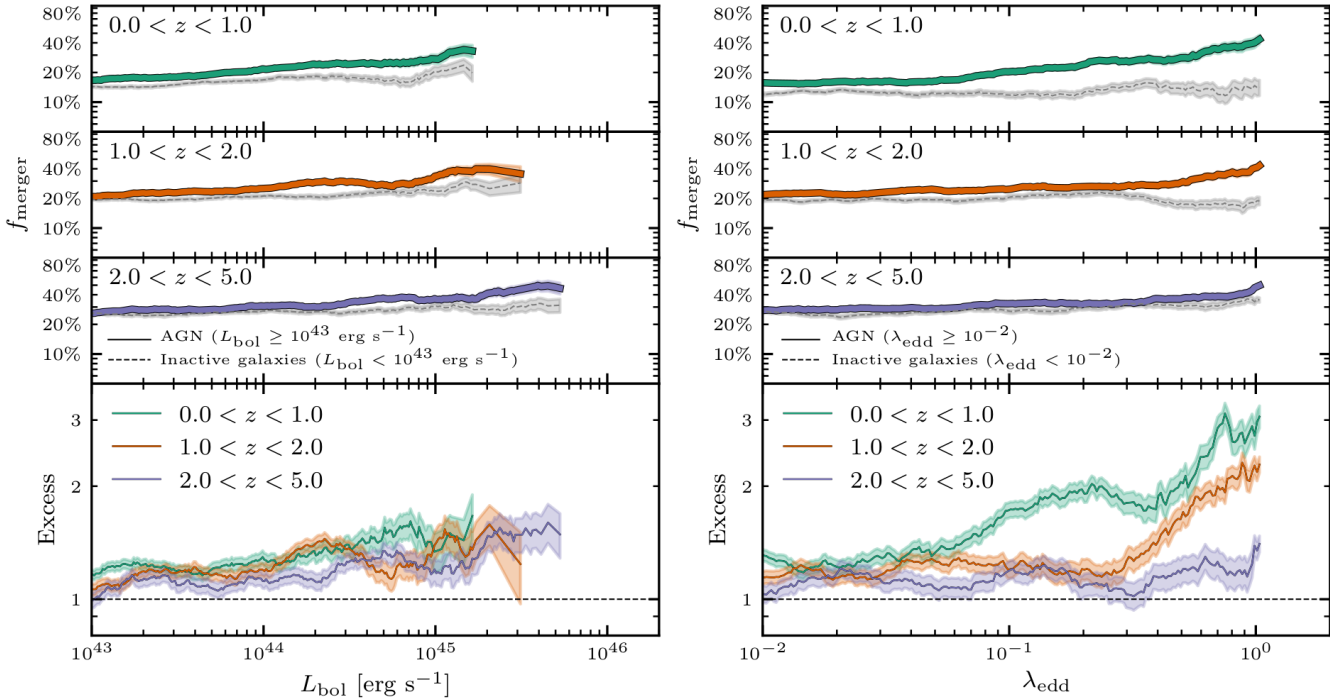 0.0 < z < 1.0
80%
40%
20%
10%
1.0 < z < 2.0
80%
40%
20%
10%
f_merger
2.0 < z < 5.0
80%
40%
20%
10%
AGN (L_bol ≥ 10^43 erg s^−1)
Inactive galaxies (L_bol < 10^43 erg s^−1)
0.0 < z < 1.0
1.0 < z < 2.0
2.0 < z < 5.0
3
2
1
Excess
10^43
10^44
10^45
10^46
L_bol [erg s^−1]
0.0 < z < 1.0
80%
40%
20%
10%
1.0 < z < 2.0
80%
40%
20%
10%
f_merger
2.0 < z < 5.0
80%
40%
20%
10%
AGN (λ_edd ≥ 10^−2)
Inactive galaxies (λ_edd < 10^−2)
0.0 < z < 1.0
1.0 < z < 2.0
2.0 < z < 5.0
3
2
1
Excess
10^−2
10^−1
10^0
λ_edd